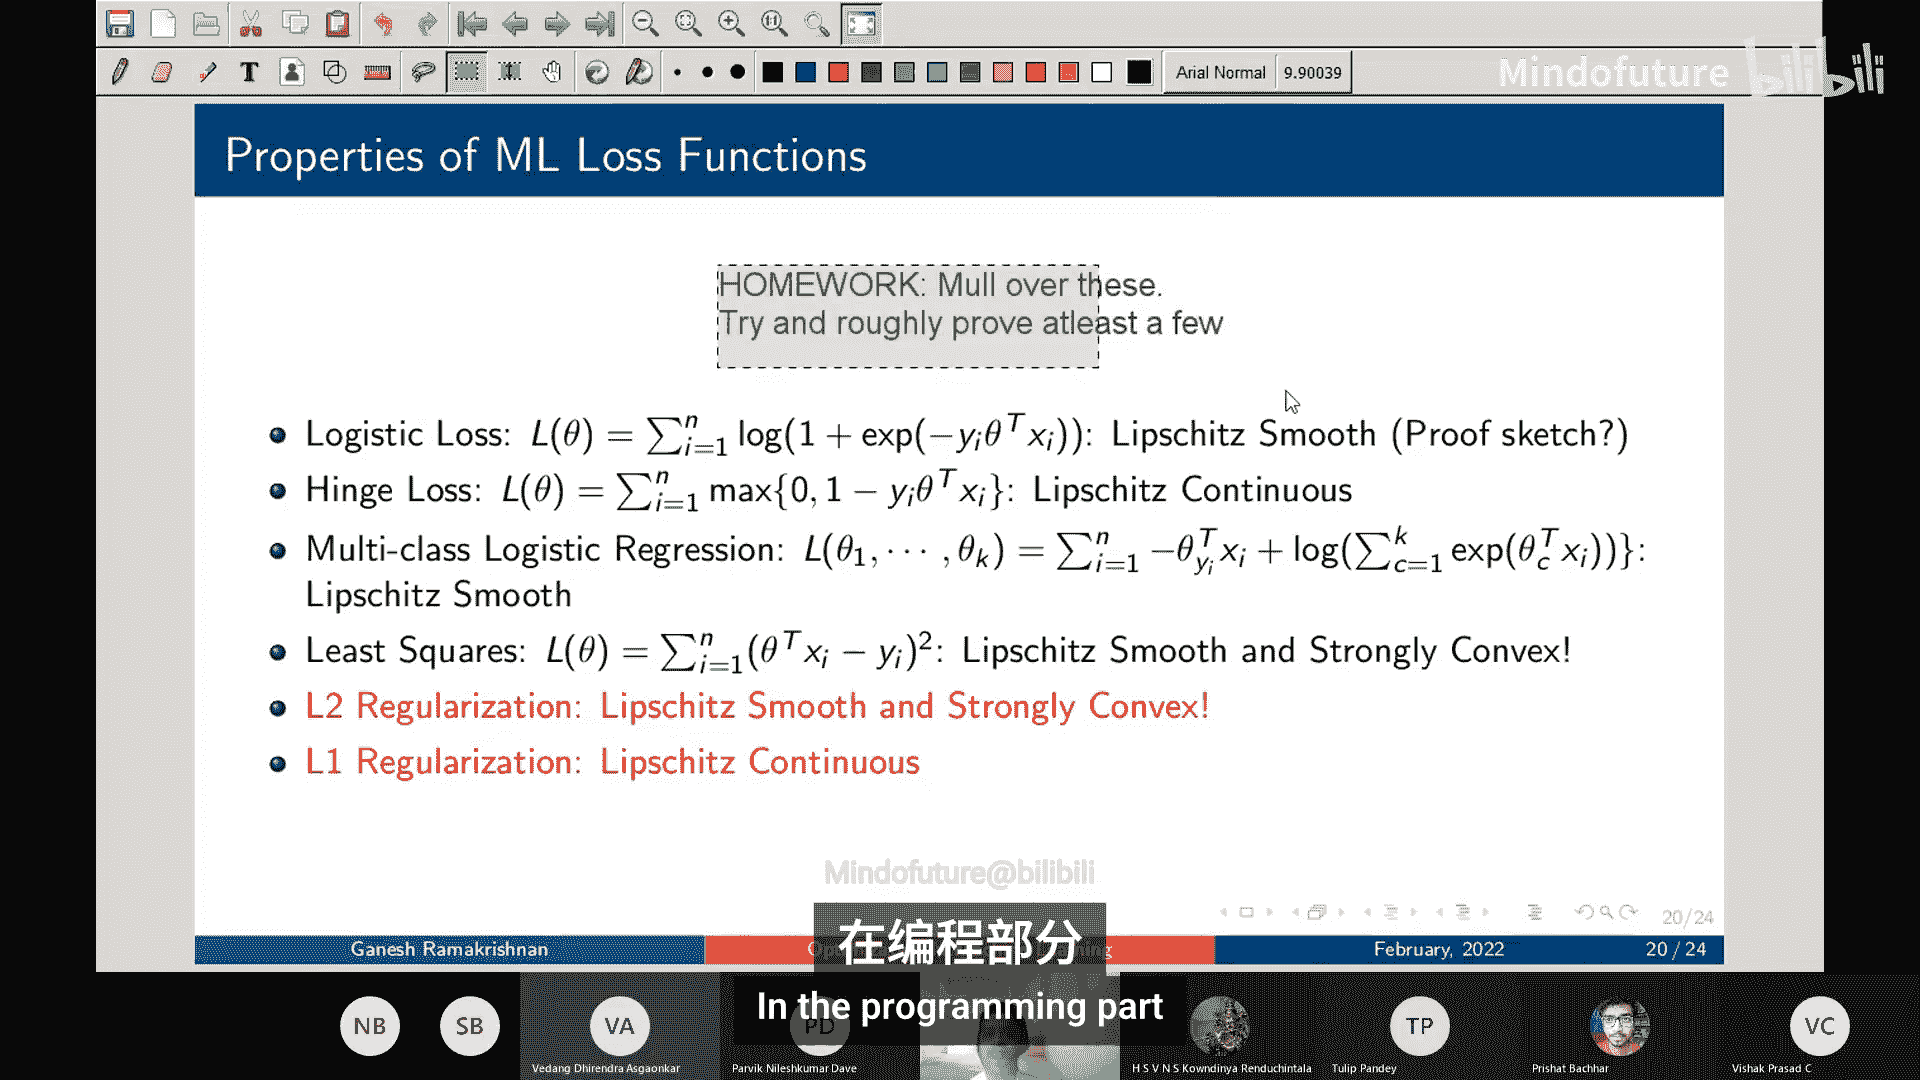 Arial Normal 9.90039
Mindofuture bilibili
Properties of ML Loss Functions
HOMEWORK: Mull over these.
Try and roughly prove atleast a few
Logistic Loss: L(θ) = ∑ⁿᵢ₌₁ log(1 + exp(−yᵢθᵀxᵢ)): Lipschitz Smooth (Proof sketch?)
Hinge Loss: L(θ) = ∑ⁿᵢ₌₁ max{0, 1 − yᵢθᵀxᵢ}: Lipschitz Continuous
Multi-class Logistic Regression: L(θ₁, ⋯ , θₖ) = ∑ⁿᵢ₌₁ −θᵀ_{yᵢ}xᵢ + log(∑ᵏ_{c=1} exp(θᵀ_c xᵢ))}:
Lipschitz Smooth
Least Squares: L(θ) = ∑ⁿᵢ₌₁(θᵀxᵢ − yᵢ)²: Lipschitz Smooth and Strongly Convex!
L2 Regularization: Lipschitz Smooth and Strongly Convex!
L1 Regularization: Lipschitz Continuous
Mindofuture@bilibili
20/24
Ganesh Ramakrishnan
February, 2022
20 / 24
在编程部分
In the programming part
NB
SB
VA
PD
TP
VC
Vedang Dhirendra Asgaonkar
Parvik Nileshkumar Dave
H S V N S Kowndinya Renduchintala
Tulip Pandey
Prishat Bachhar
Vishak Prasad C